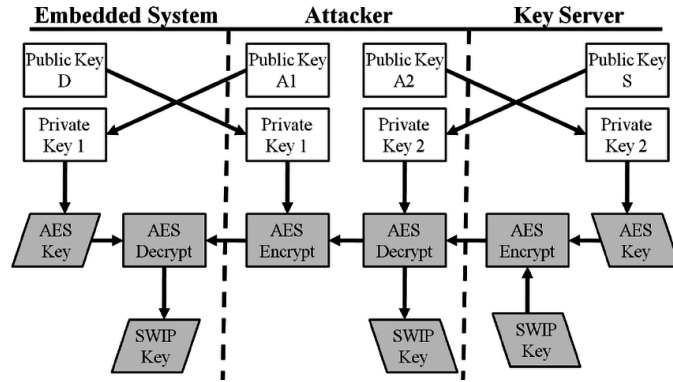 Embedded System Attacker Key Server
Public Key Public Key Public Key Public Key
D A1 A2 S
Private Private Private Private
Key 1 Key 1 Key 2 Key 2
AES AES AES AES AES AES
Key Decrypt Encrypt Decrypt Encrypt Key
SWIP SWIP SWIP
Key Key Key